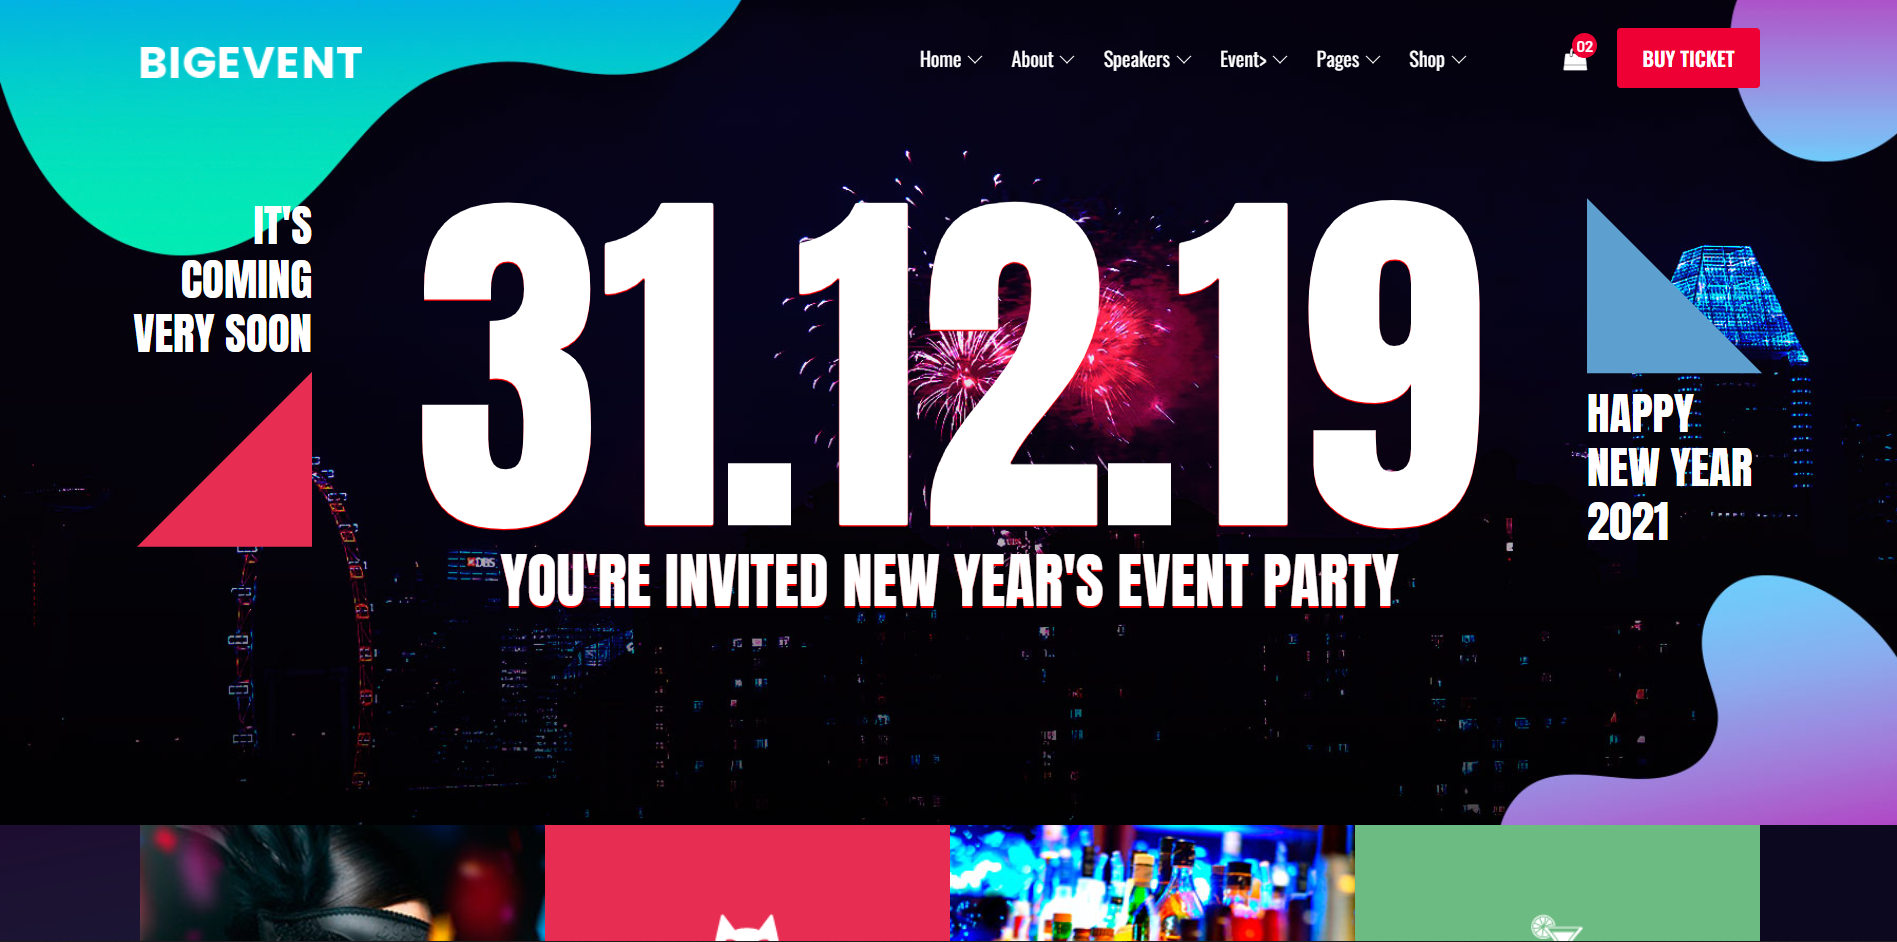 BIGEVENT
Home About Speakers Event> Pages Shop 02 BUY TICKET
IT'S
COMING
VERY SOON
31.12.19
HAPPY
NEW YEAR
2021
YOU'RE INVITED NEW YEAR'S EVENT PARTY
DBS